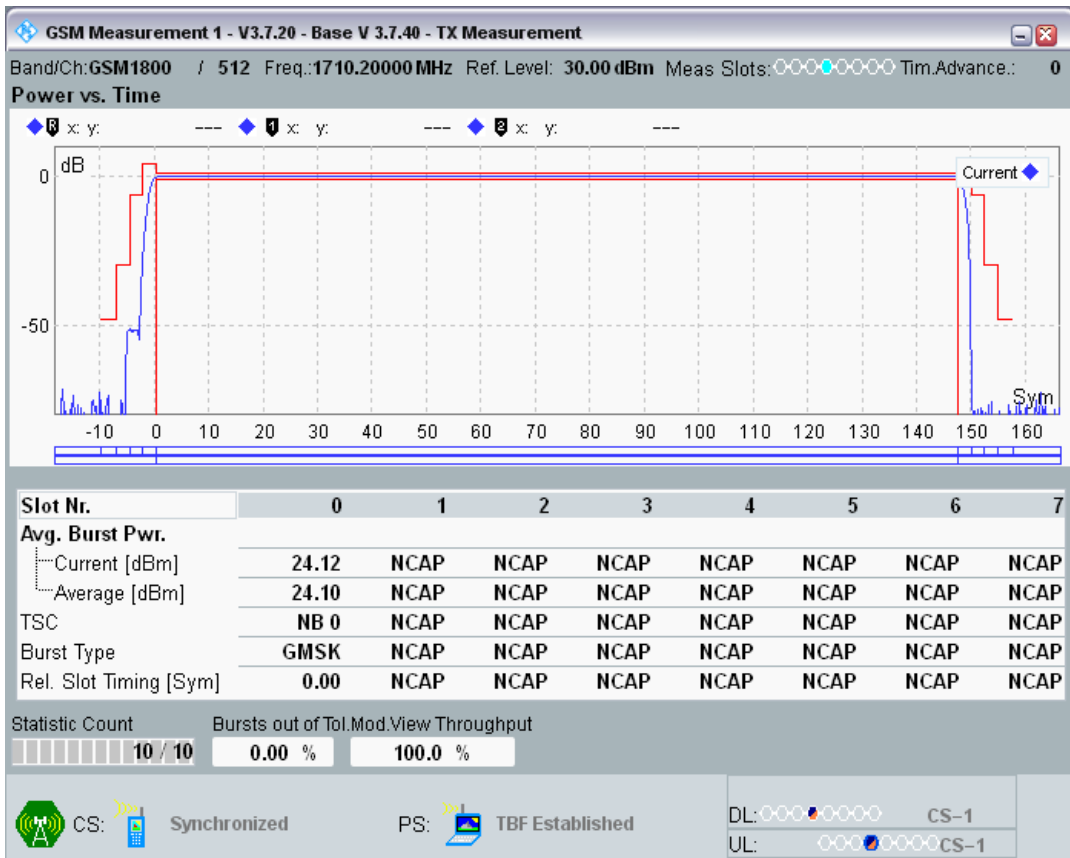 GSM Measurement 1 - V3.7.20 - Base V 3.7.40 - TX Measurement
Band/Ch:GSM1800 / 512 Freq.:1710.20000 MHz Ref. Level: 30.00 dBm Meas Slots: Tim.Advance.: 0
Power vs. Time
R x: y: --- 1 x: y: --- 2 x: y: ---
dB
Current
0
-50
Sym
-10 0 10 20 30 40 50 60 70 80 90 100 110 120 130 140 150 160
Slot Nr. 0 1 2 3 4 5 6 7
Avg. Burst Pwr.
Current [dBm] 24.12 NCAP NCAP NCAP NCAP NCAP NCAP NCAP
Average [dBm] 24.10 NCAP NCAP NCAP NCAP NCAP NCAP NCAP
TSC NB 0 NCAP NCAP NCAP NCAP NCAP NCAP NCAP
Burst Type GMSK NCAP NCAP NCAP NCAP NCAP NCAP NCAP
Rel. Slot Timing [Sym] 0.00 NCAP NCAP NCAP NCAP NCAP NCAP NCAP
Statistic Count Bursts out of Tol.Mod.View Throughput
10 / 10 0.00 % 100.0 %
CS: Synchronized PS: TBF Established
DL: CS-1
UL: CS-1